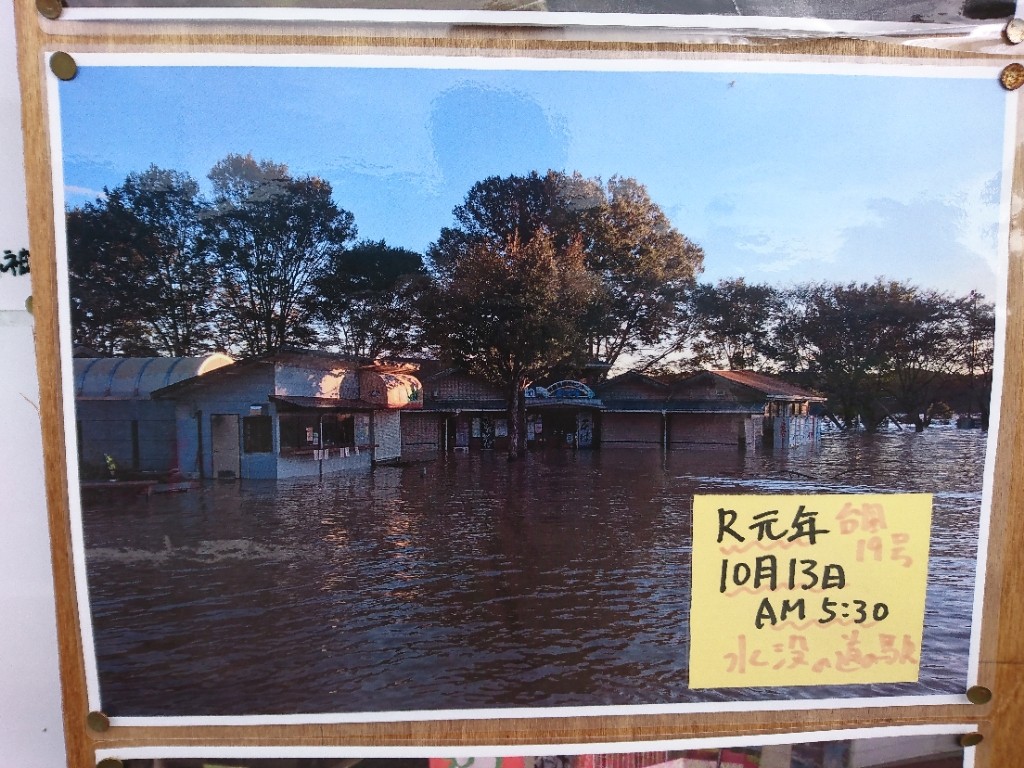 R元年 台風
19号
10月13日
AM 5:30
水没の道の駅